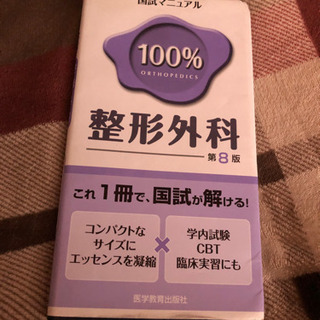 国試マニュアル
100%
ORTHOPEDICS
整形外科
第8版
これ1冊で、国試が解ける!
コンパクトな
サイズに
エッセンスを凝縮
×
学内試験
CBT
臨床実習にも
医学教育出版社